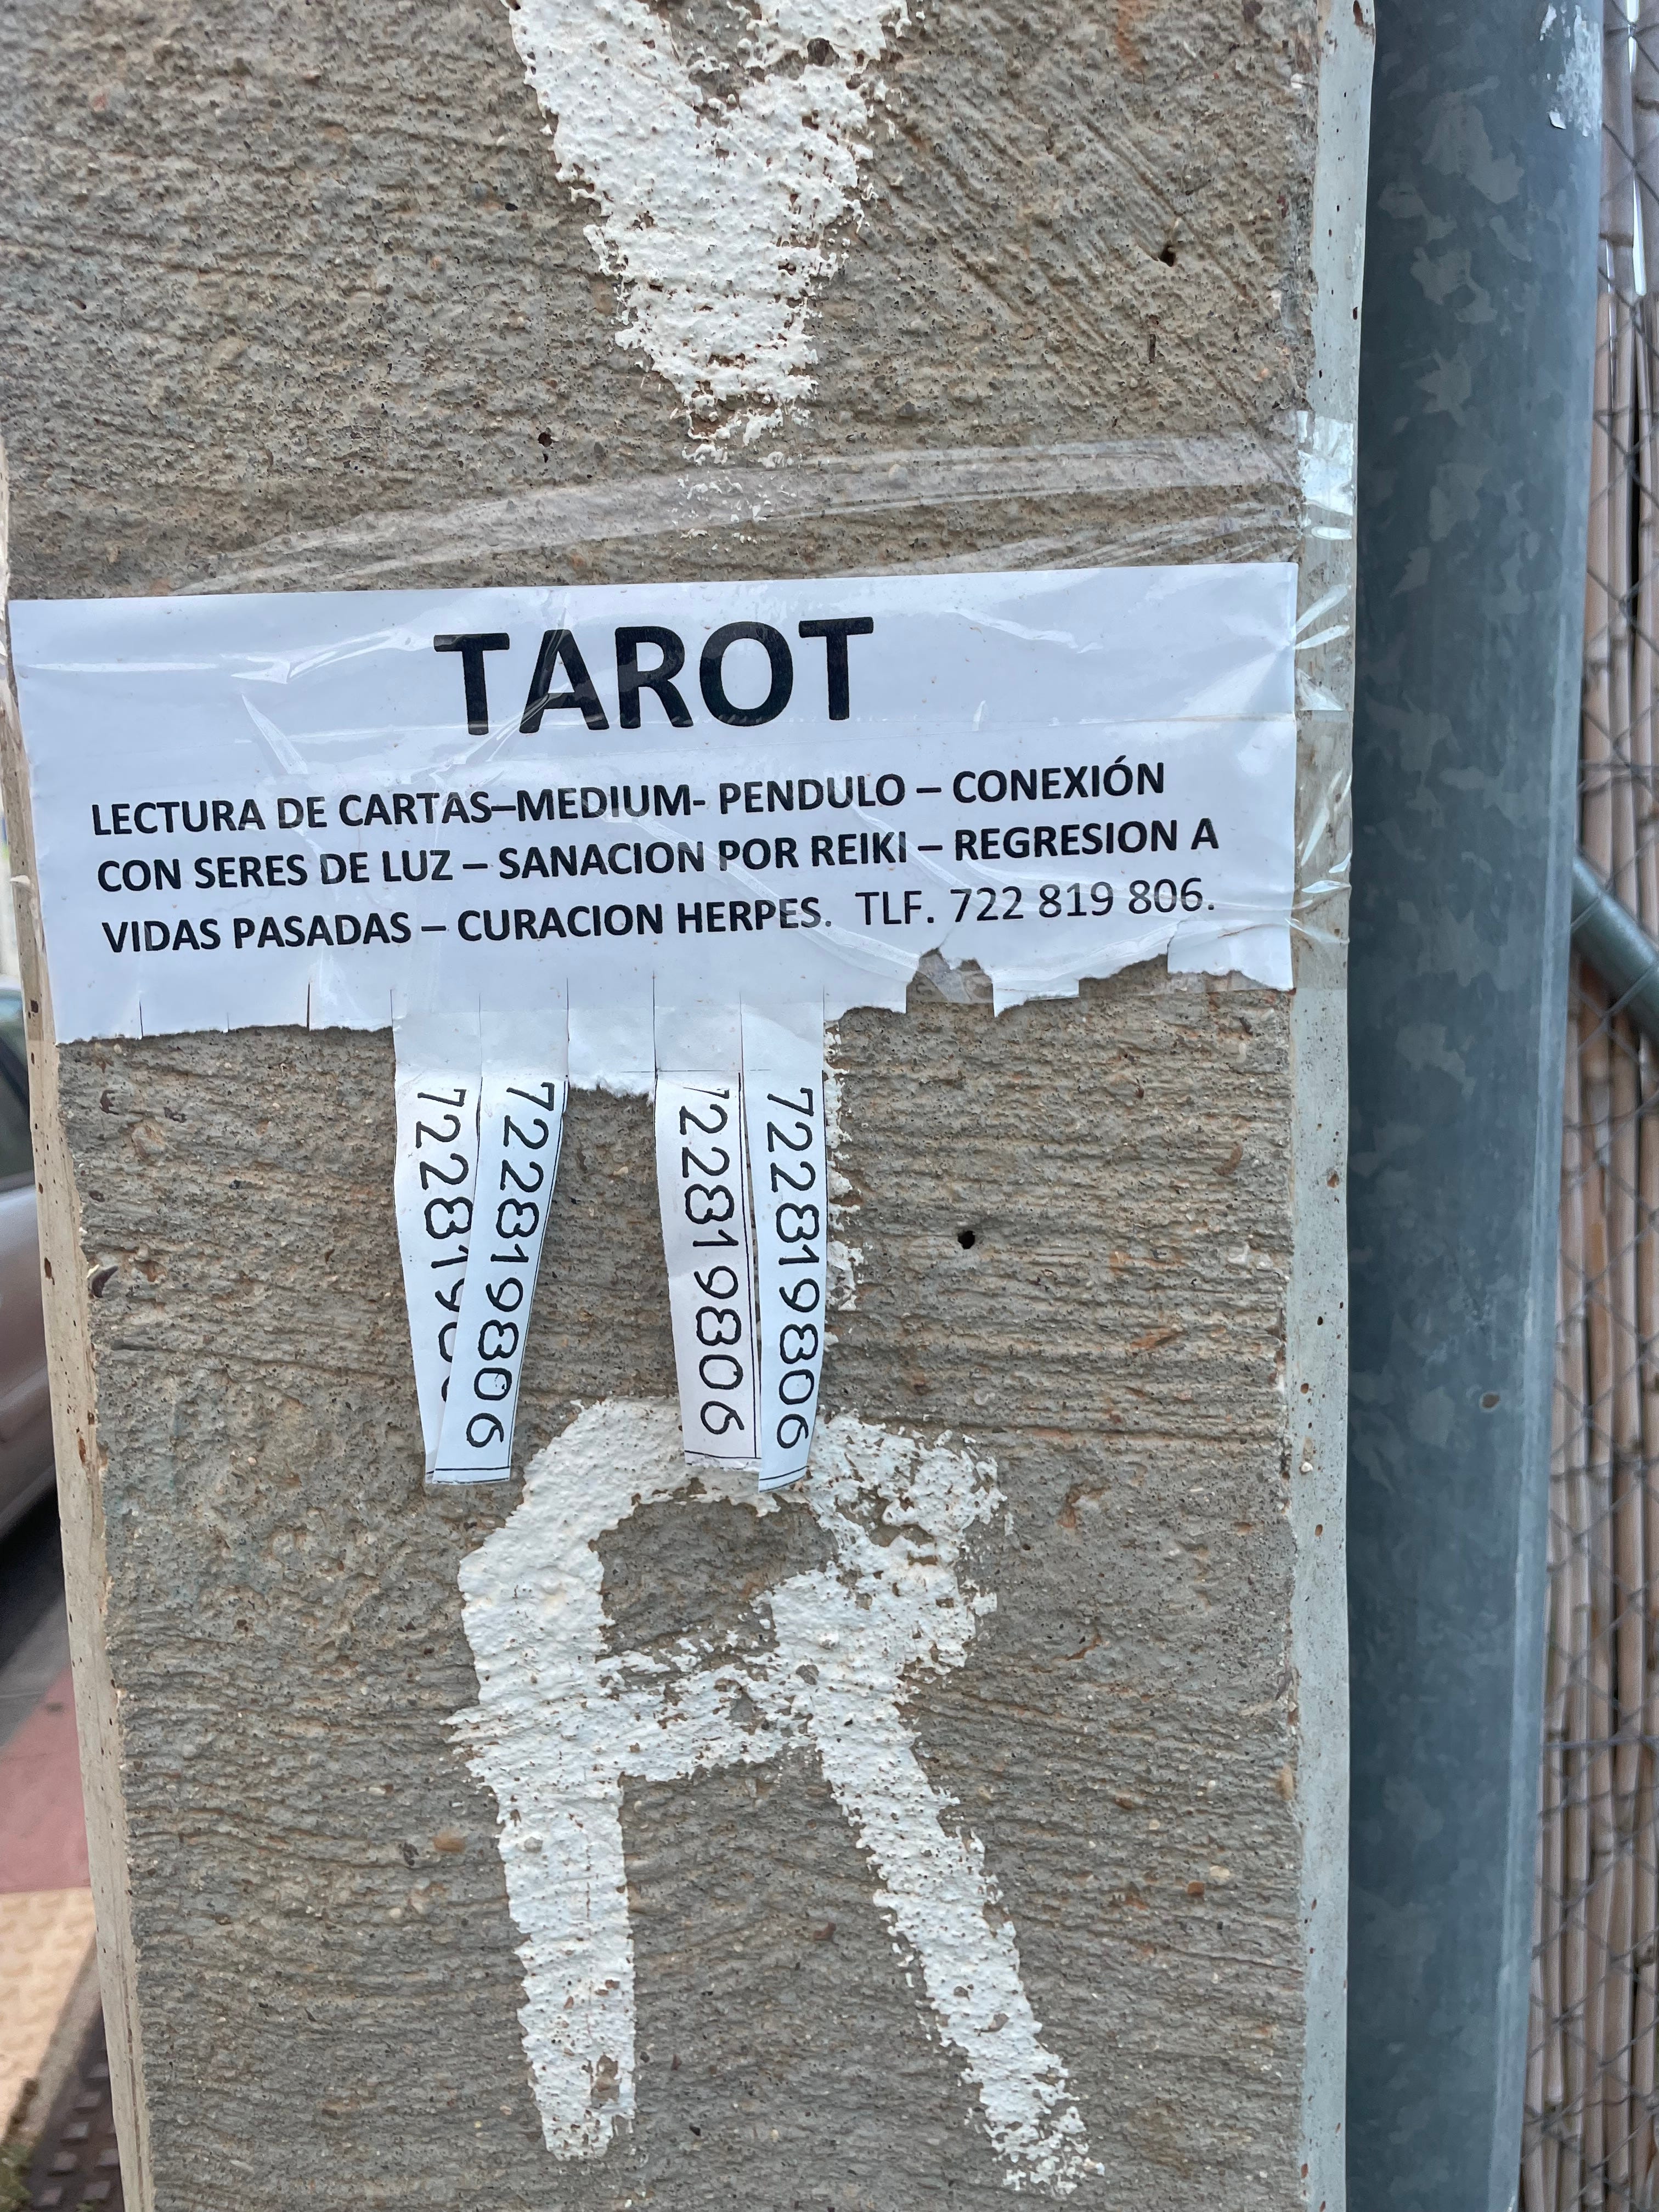 TAROT
LECTURA DE CARTAS–MEDIUM- PENDULO – CONEXIÓN
CON SERES DE LUZ – SANACION POR REIKI – REGRESION A
VIDAS PASADAS – CURACION HERPES. TLF. 722 819 806.
722819806
722819806
722819806